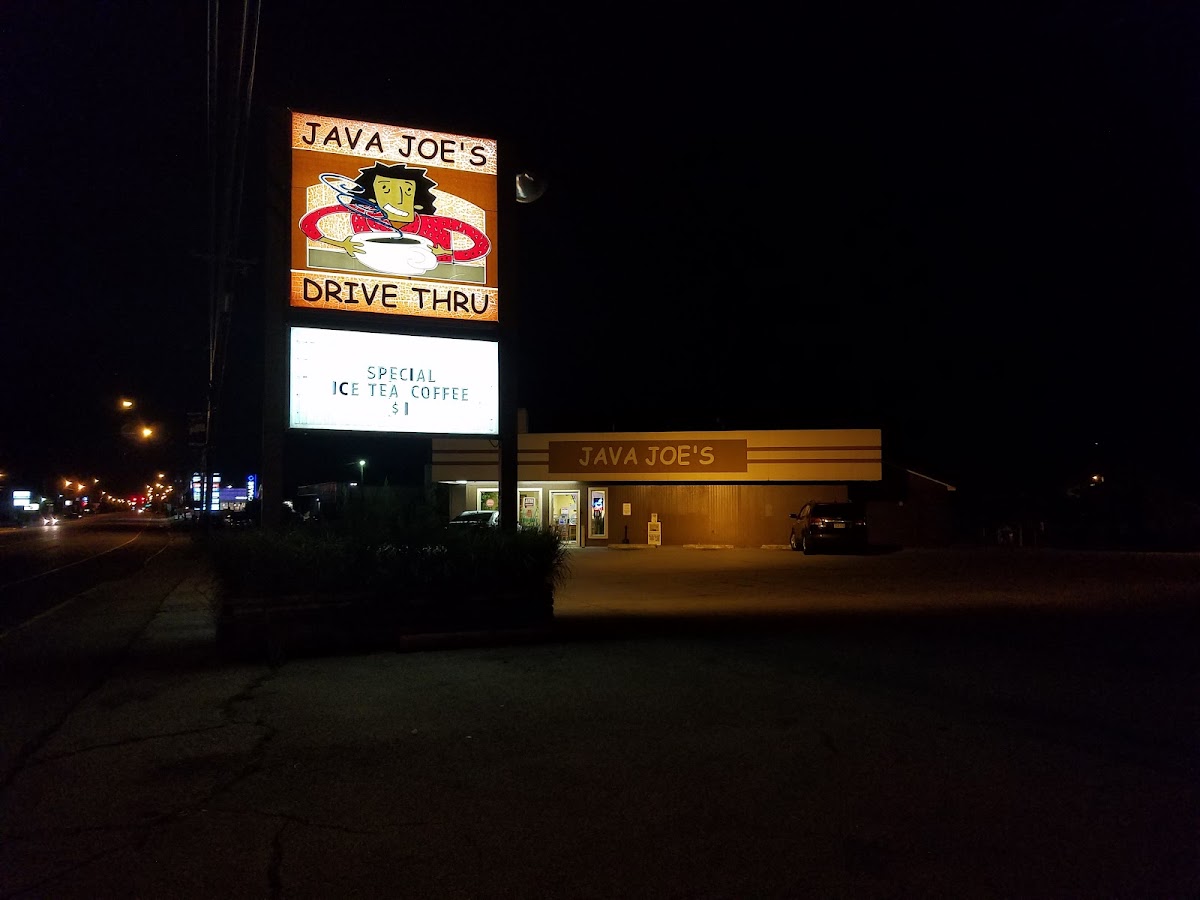 JAVA JOE'S
DRIVE THRU
SPECIAL
ICE TEA COFFEE
$1
JAVA JOE'S